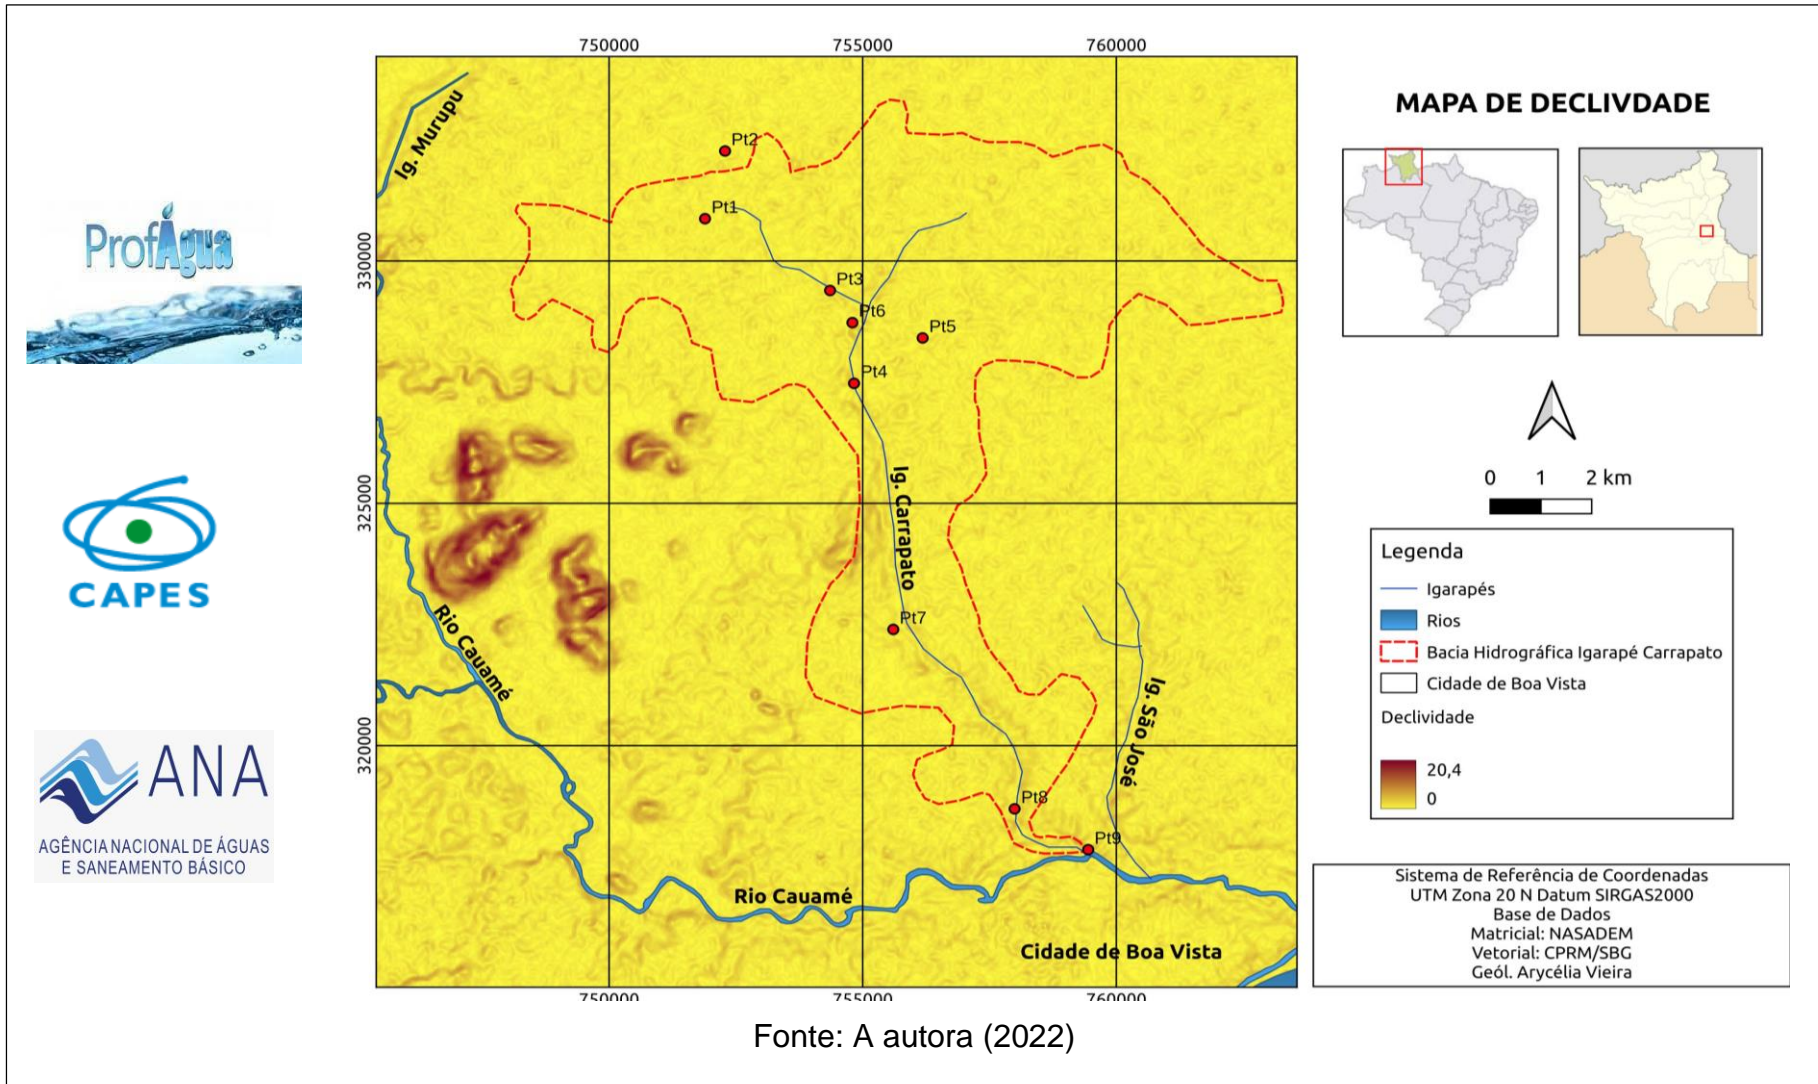 ProfÁgua
CAPES
ANA
AGÊNCIA NACIONAL DE ÁGUAS
E SANEAMENTO BÁSICO
750000
755000
760000
330000
325000
320000
Ig. Murupu
Pt2
Pt1
Pt3
Pt6
Pt5
Pt4
Ig. Carrapato
Pt7
Rio Cauamé
Ig. São José
Pt8
Pt9
Rio Cauamé
Cidade de Boa Vista
750000
755000
760000
MAPA DE DECLIVDADE
0 1 2 km
Legenda
Igarapés
Rios
Bacia Hidrográfica Igarapé Carrapato
Cidade de Boa Vista
Declividade
20,4
0
Sistema de Referência de Coordenadas
UTM Zona 20 N Datum SIRGAS2000
Base de Dados
Matricial: NASADEM
Vetorial: CPRM/SBG
Geól. Arycélia Vieira
Fonte: A autora (2022)